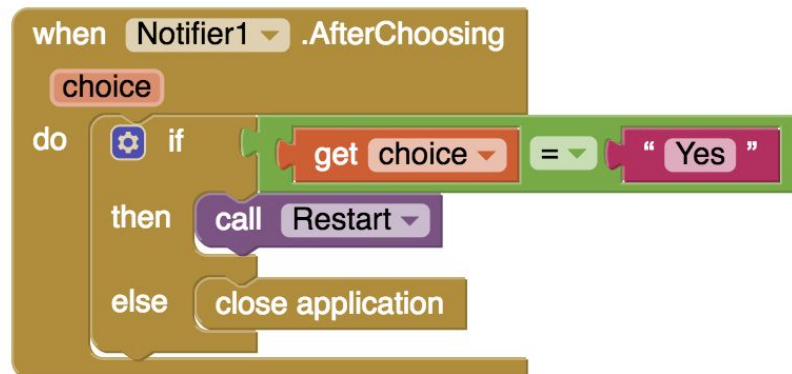 when Notifier1 .AfterChoosing
choice
do if get choice = " Yes "
then call Restart
else close application